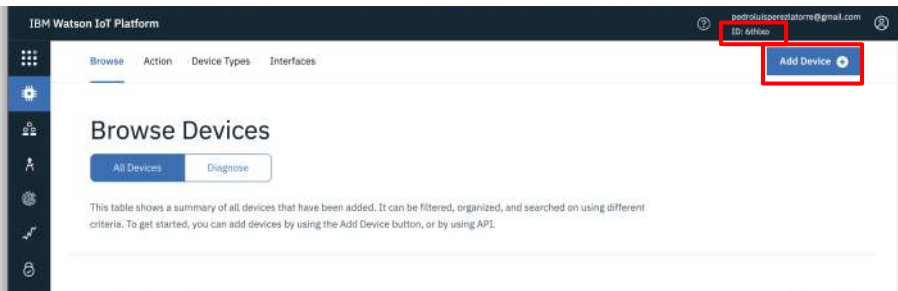 IBM Watson IoT Platform
pedroluisperezlatorre@gmail.com
ID: 6thixo
Browse Action Device Types Interfaces
Add Device
Browse Devices
All Devices Diagnose
This table shows a summary of all devices that have been added. It can be filtered, organized, and searched on using different
criteria. To get started, you can add devices by using the Add Device button, or by using API.